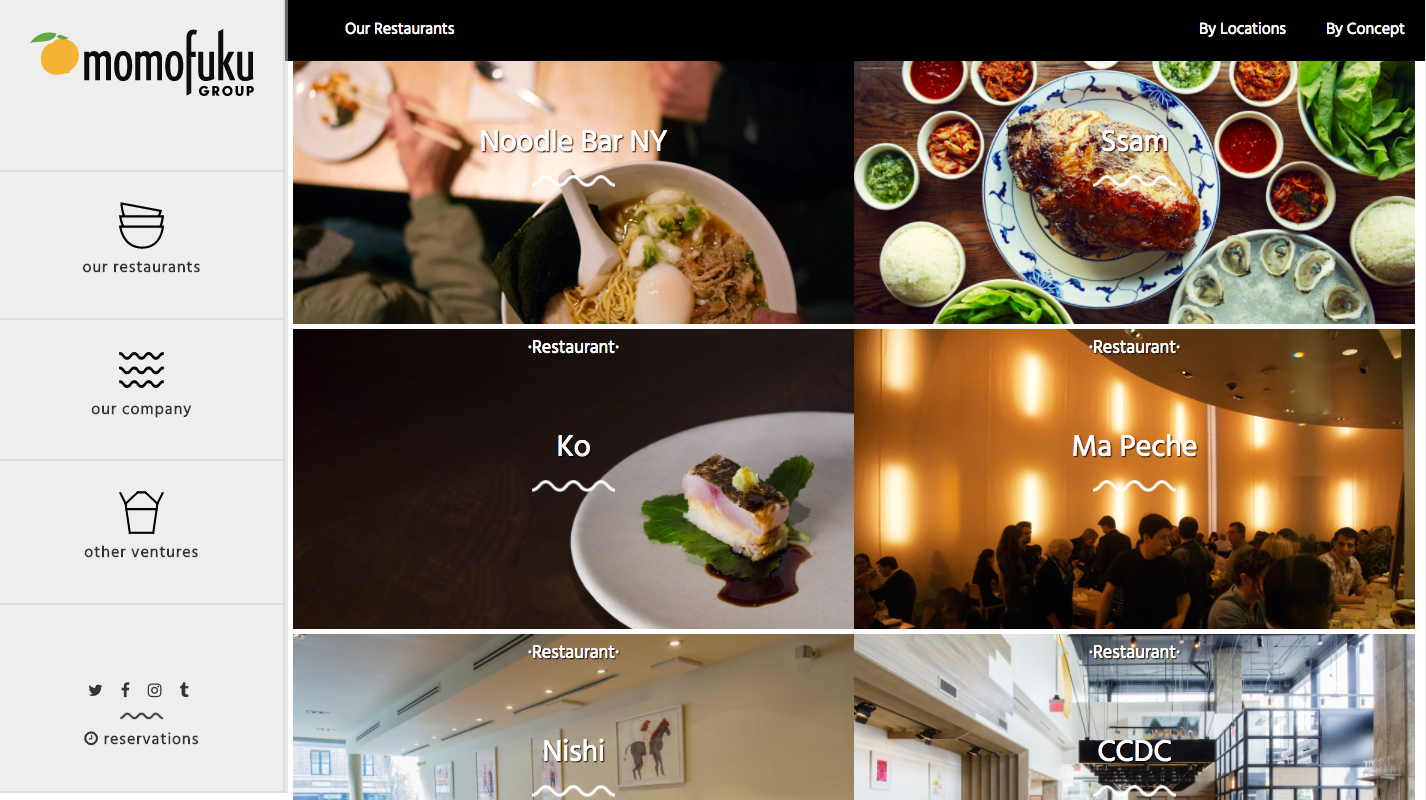 momofuku
GROUP
our restaurants
our company
other ventures
reservations
Our Restaurants
By Locations
By Concept
Noodle Bar NY
Ssam
·Restaurant·
·Restaurant·
Ko
Ma Peche
·Restaurant·
·Restaurant·
Nishi
CCDC